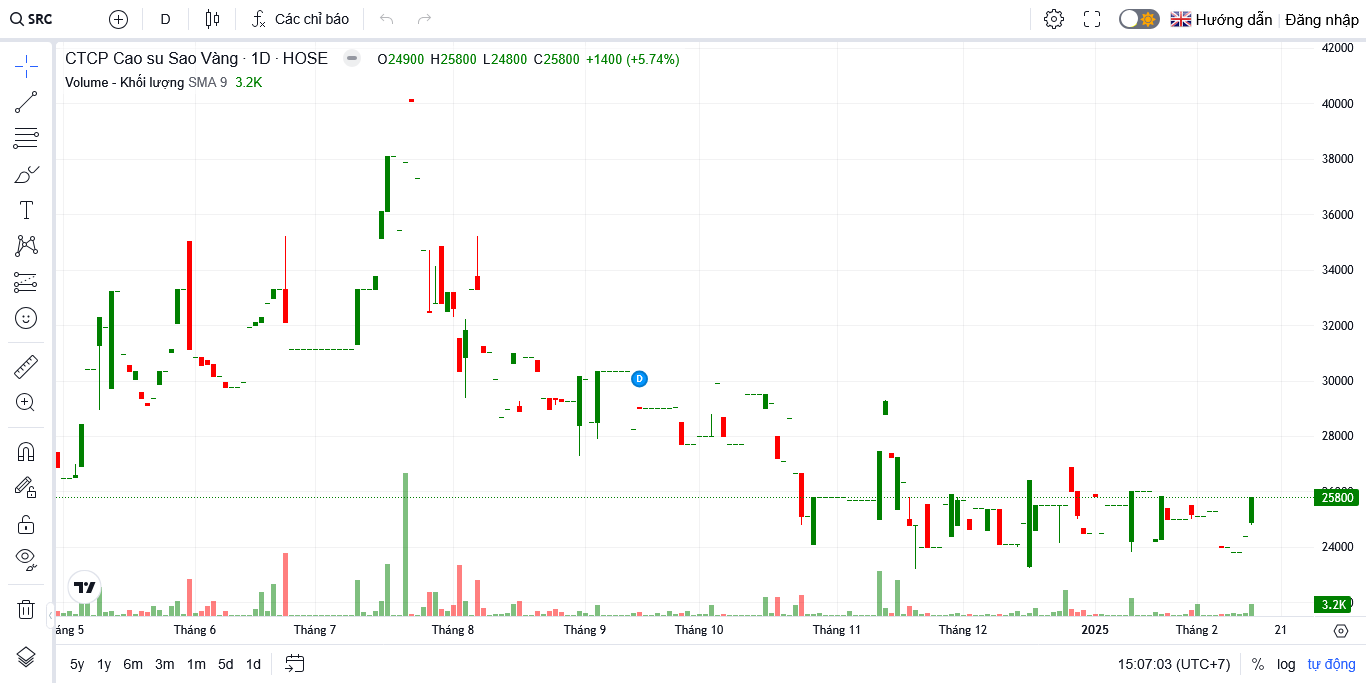 SRC D Các chỉ báo Hướng dẫn Đăng nhập
CTCP Cao su Sao Vàng · 1D · HOSE O24900 H25800 L24800 C25800 +1400 (+5.74%)
Volume - Khối lượng SMA 9 3.2K
42000
40000
38000
36000
34000
32000
30000
D
28000
26000
25800
24000
3.2K
áng 5 Tháng 6 Tháng 7 Tháng 8 Tháng 9 Tháng 10 Tháng 11 Tháng 12 2025 Tháng 2 21
5y 1y 6m 3m 1m 5d 1d 15:07:03 (UTC+7) % log tự động